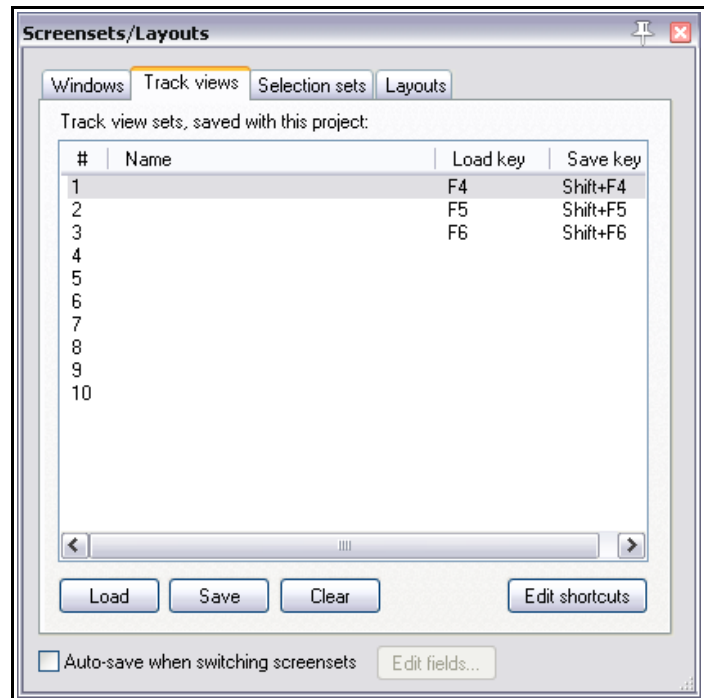 Screensets/Layouts
Windows Track views Selection sets Layouts
Track view sets, saved with this project:
# Name Load key Save key
1 F4 Shift+F4
2 F5 Shift+F5
3 F6 Shift+F6
4
5
6
7
8
9
10
Load Save Clear Edit shortcuts
Auto-save when switching screensets Edit fields...